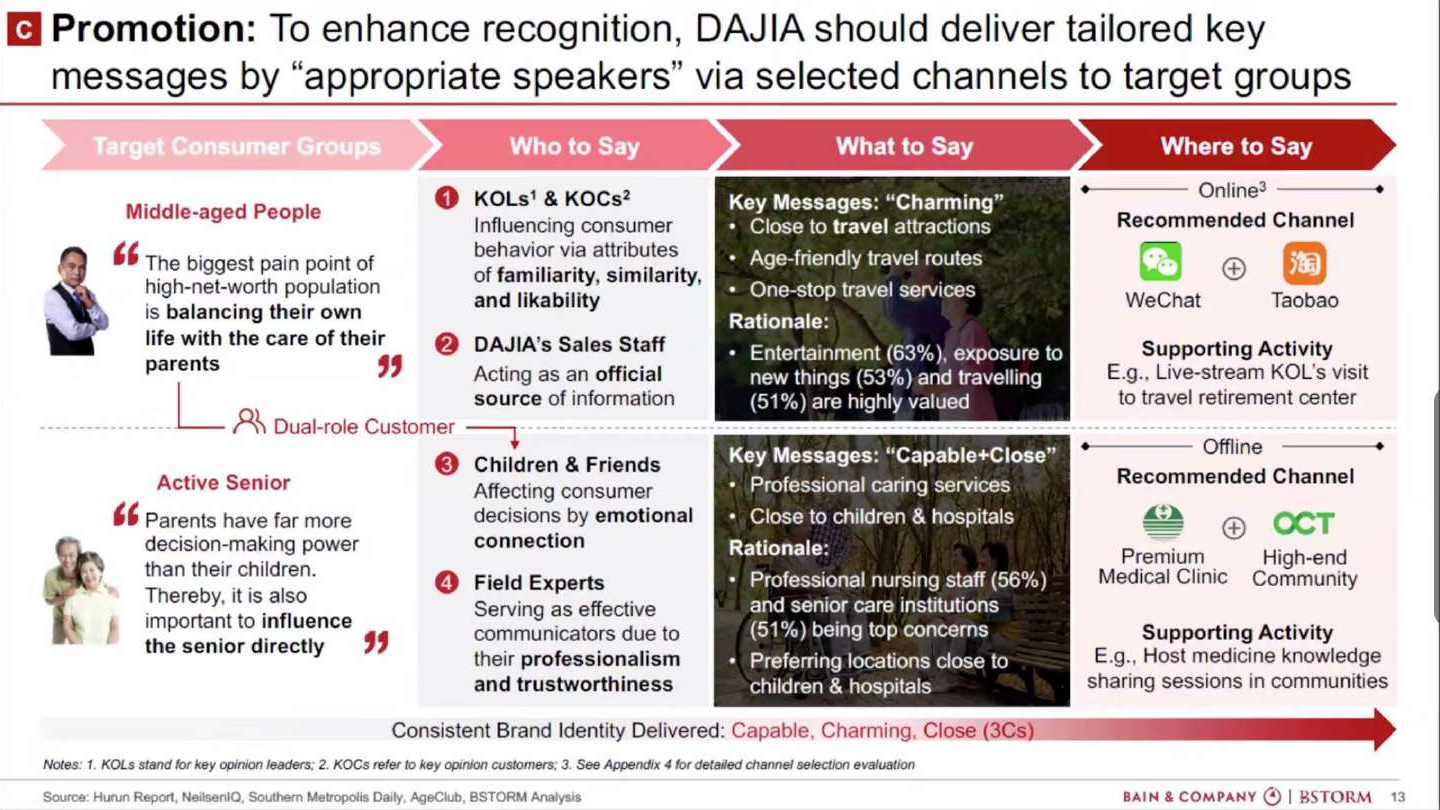 C Promotion: To enhance recognition, DAJIA should deliver tailored key
messages by “appropriate speakers” via selected channels to target groups
Target Consumer Groups
Who to Say
What to Say
Where to Say
Middle-aged People
“ The biggest pain point of
high-net-worth population
is balancing their own
life with the care of their
parents ”
Dual-role Customer
Active Senior
“ Parents have far more
decision-making power
than their children.
Thereby, it is also
important to influence
the senior directly ”
1 KOLs¹ & KOCs²
Influencing consumer
behavior via attributes
of familiarity, similarity,
and likability
2 DAJIA’s Sales Staff
Acting as an official
source of information
3 Children & Friends
Affecting consumer
decisions by emotional
connection
4 Field Experts
Serving as effective
communicators due to
their professionalism
and trustworthiness
Key Messages: “Charming”
• Close to travel attractions
• Age-friendly travel routes
• One-stop travel services
Rationale:
• Entertainment (63%), exposure to
new things (53%) and travelling
(51%) are highly valued
Key Messages: “Capable+Close”
• Professional caring services
• Close to children & hospitals
Rationale:
• Professional nursing staff (56%)
and senior care institutions
(51%) being top concerns
• Preferring locations close to
children & hospitals
Online³
Recommended Channel
淘
WeChat
Taobao
Supporting Activity
E.g., Live-stream KOL’s visit
to travel retirement center
Offline
Recommended Channel
OCT
Premium
Medical Clinic
High-end
Community
Supporting Activity
E.g., Host medicine knowledge
sharing sessions in communities
Consistent Brand Identity Delivered: Capable, Charming, Close (3Cs)
Notes: 1. KOLs stand for key opinion leaders; 2. KOCs refer to key opinion customers; 3. See Appendix 4 for detailed channel selection evaluation
Source: Hurun Report, NeilsenIQ, Southern Metropolis Daily, AgeClub, BSTORM Analysis
BAIN & COMPANY | BSTORM 13